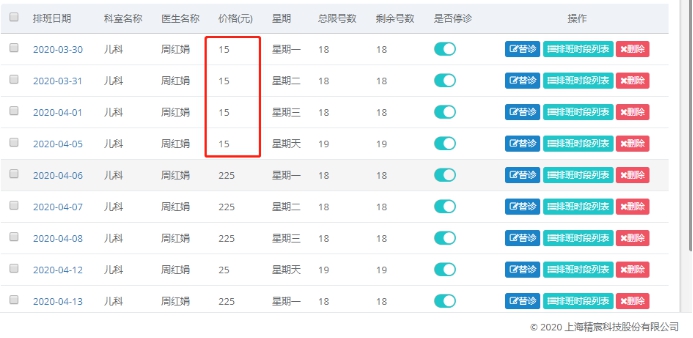 排班日期 科室名称 医生名称 价格(元) 星期 总限号数 剩余号数 是否停诊 操作
2020-03-30 儿科 周红娟 15 星期一 18 18 替诊 排班时段列表 删除
2020-03-31 儿科 周红娟 15 星期二 18 18 替诊 排班时段列表 删除
2020-04-01 儿科 周红娟 15 星期三 18 18 替诊 排班时段列表 删除
2020-04-05 儿科 周红娟 15 星期天 19 19 替诊 排班时段列表 删除
2020-04-06 儿科 周红娟 225 星期一 18 18 替诊 排班时段列表 删除
2020-04-07 儿科 周红娟 225 星期二 18 18 替诊 排班时段列表 删除
2020-04-08 儿科 周红娟 225 星期三 18 18 替诊 排班时段列表 删除
2020-04-12 儿科 周红娟 25 星期天 19 19 替诊 排班时段列表 删除
2020-04-13 儿科 周红娟 225 星期一 18 18 替诊 排班时段列表 删除
© 2020 上海精宸科技股份有限公司